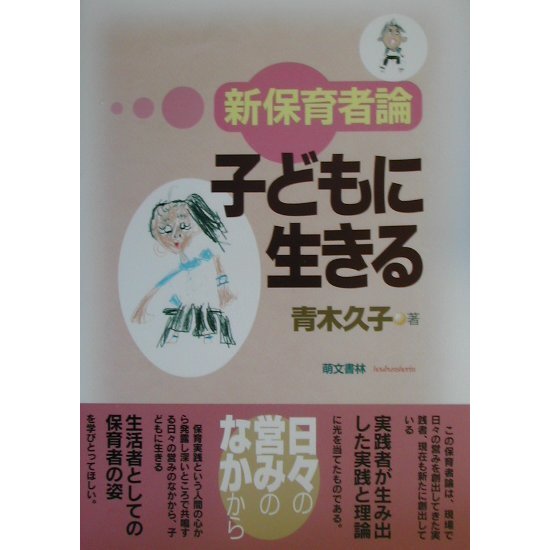 新保育者論
子どもに
生きる
青木久子 著
萌文書林 houbunshorin
この保育者論は、現場で
日々の営みを創出してきた実
践者、現在も新たに創出して
いる
実践者が生み出
した実践と理論
に光を当てたものである。
日々の
営みの
なかから
保育実践という人間の心か
ら発露し深いところで共鳴す
る日々の営みのなかから、子
どもに生きる
生活者としての
保育者の姿
を学びとってほしい。